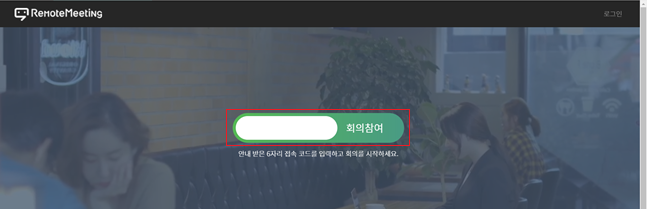 RemoteMeeting
로그인
회의참여
안내 받은 6자리 접속 코드를 입력하고 회의를 시작하세요.